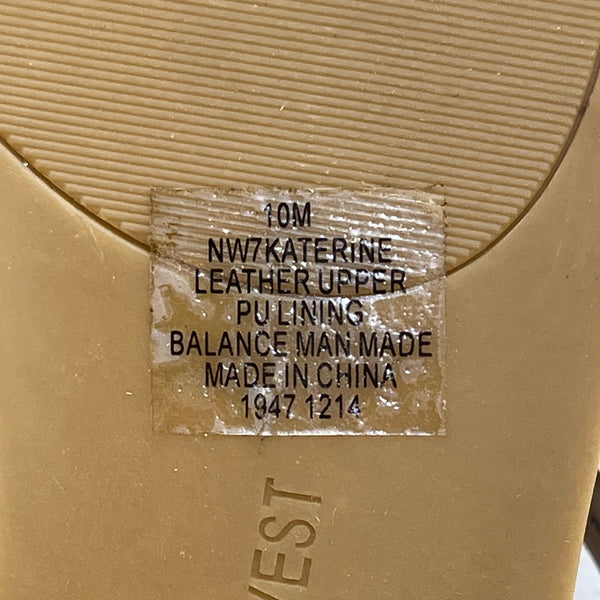 10M
NW7KATERINE
LEATHER UPPER
PU LINING
BALANCE MAN MADE
MADE IN CHINA
1947 1214
VEST